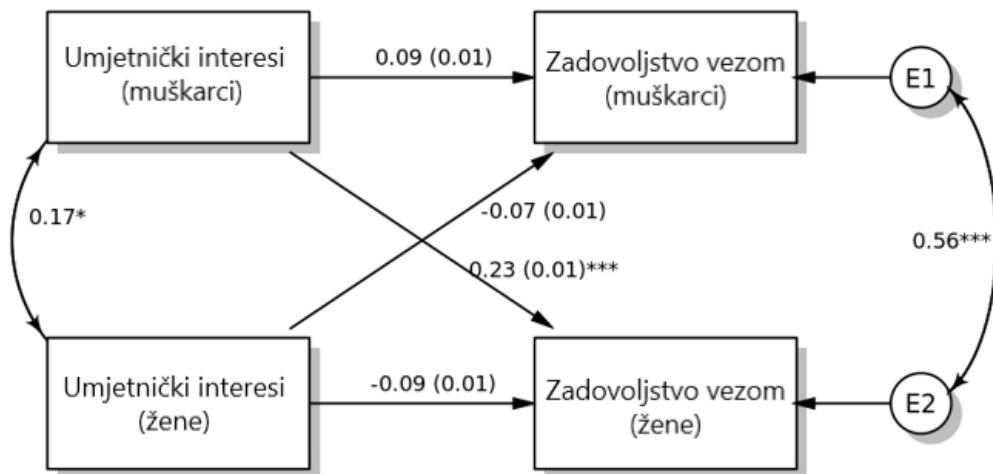 Umjetnički interesi
(muškarci)
0.09 (0.01)
Zadovoljstvo vezom
(muškarci)
E1
0.17*
-0.07 (0.01)
0.23 (0.01)***
0.56***
Umjetnički interesi
(žene)
-0.09 (0.01)
Zadovoljstvo vezom
(žene)
E2